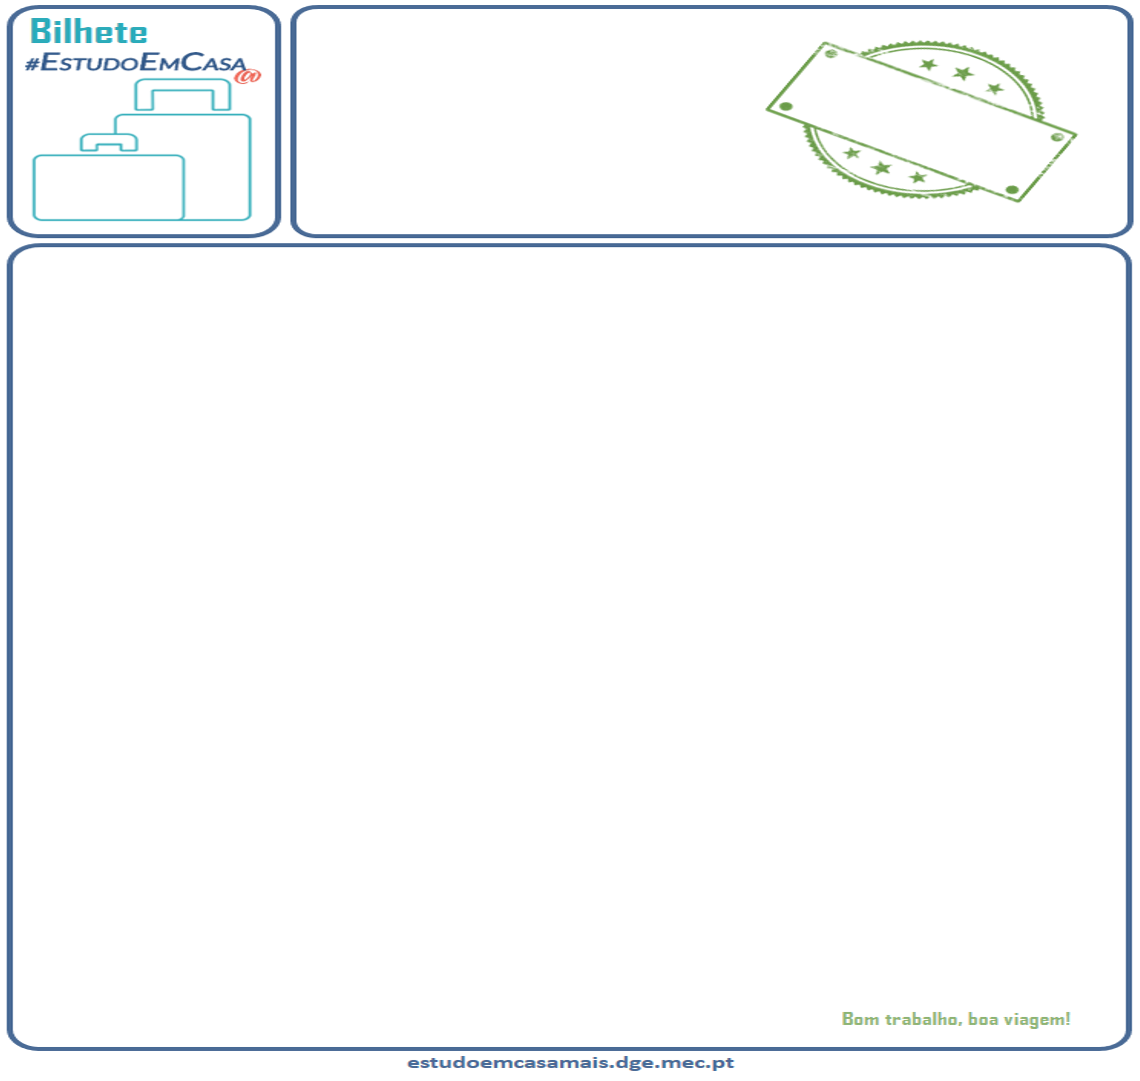 Bilhete
#EstudoEmCasa@
Bom trabalho, boa viagem!
estudoemcasamais.dge.mec.pt